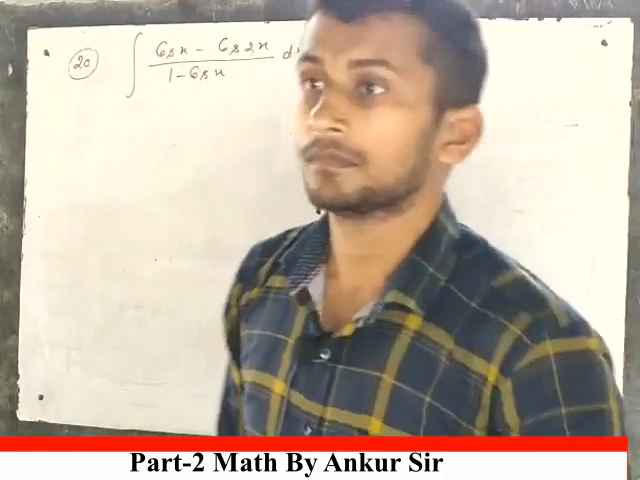 20 ∫ (Cosx - Cos2x)/(1 - Cosx) d
Part-2 Math By Ankur Sir